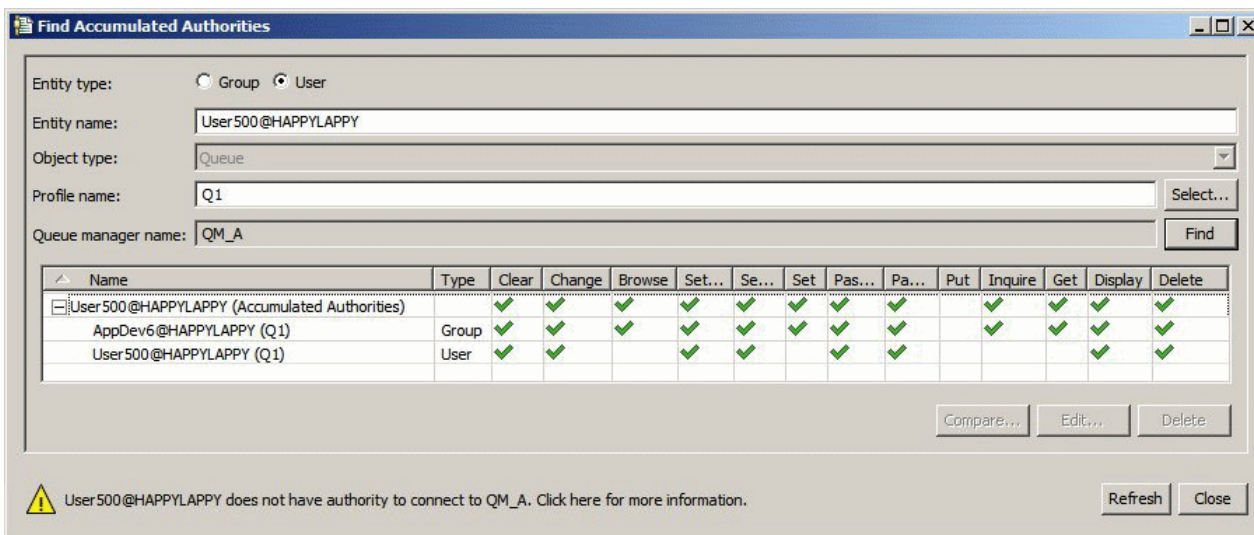 Find Accumulated Authorities
Entity type: Group User
Entity name: User500@HAPPYLAPPY
Object type: Queue
Profile name: Q1 Select...
Queue manager name: QM_A Find
Name Type Clear Change Browse Set... Se... Set Pas... Pa... Put Inquire Get Display Delete
User500@HAPPYLAPPY (Accumulated Authorities)
AppDev6@HAPPYLAPPY (Q1) Group
User500@HAPPYLAPPY (Q1) User
Compare... Edit... Delete
User500@HAPPYLAPPY does not have authority to connect to QM_A. Click here for more information. Refresh Close